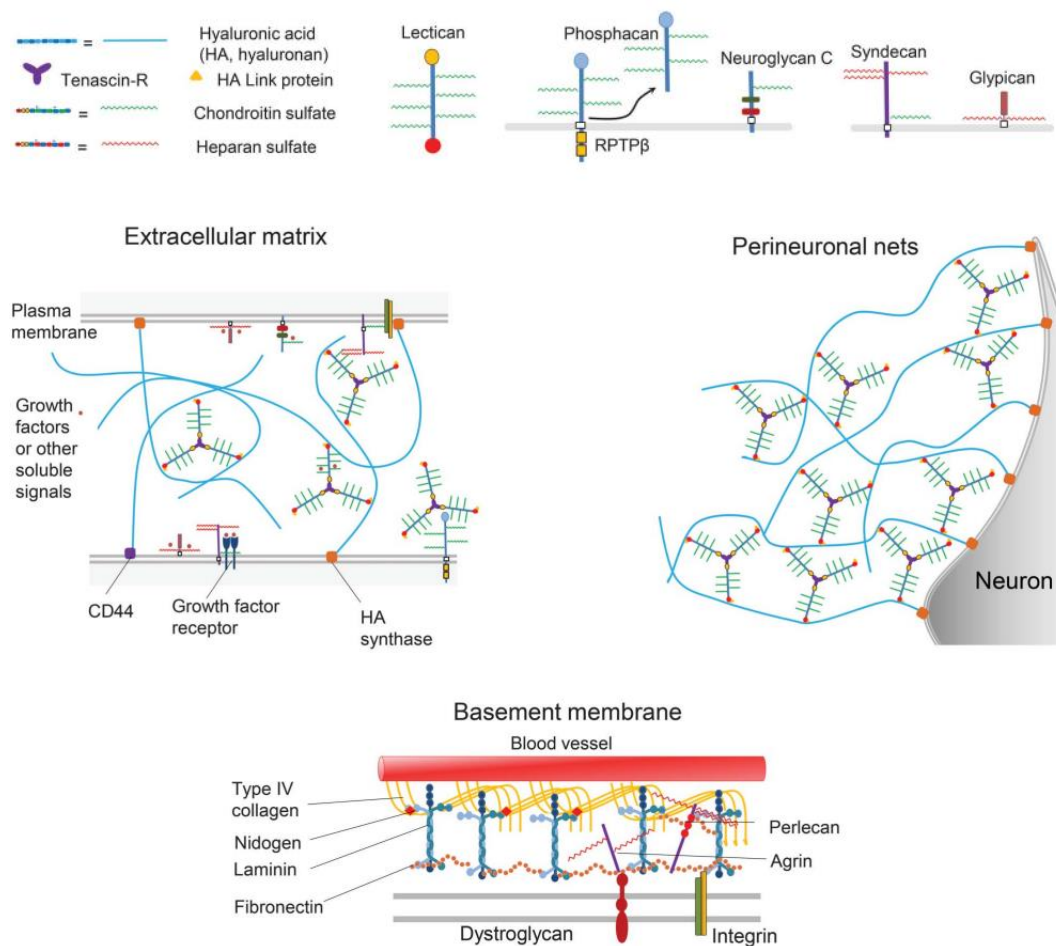 =
Hyaluronic acid
(HA, hyaluronan)
Tenascin-R
HA Link protein
=
Chondroitin sulfate
=
Heparan sulfate
Lectican
Phosphacan
RPTPβ
Neuroglycan C
Syndecan
Glypican
Extracellular matrix
Plasma
membrane
Growth
factors
or other
soluble
signals
CD44
Growth factor
receptor
HA
synthase
Perineuronal nets
Neuron
Basement membrane
Blood vessel
Type IV
collagen
Nidogen
Laminin
Fibronectin
Perlecan
Agrin
Dystroglycan
Integrin